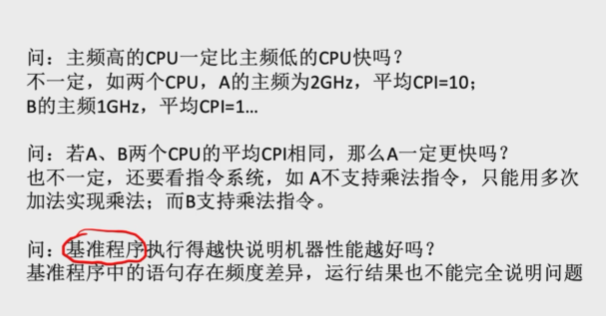 问：主频高的CPU一定比主频低的CPU快吗？
不一定，如两个CPU，A的主频为2GHz，平均CPI=10；
B的主频1GHz，平均CPI=1...
问：若A、B两个CPU的平均CPI相同，那么A一定更快吗？
也不一定，还要看指令系统，如 A不支持乘法指令，只能用多次
加法实现乘法；而B支持乘法指令。
问：基准程序执行得越快说明机器性能越好吗？
基准程序中的语句存在频度差异，运行结果也不能完全说明问题